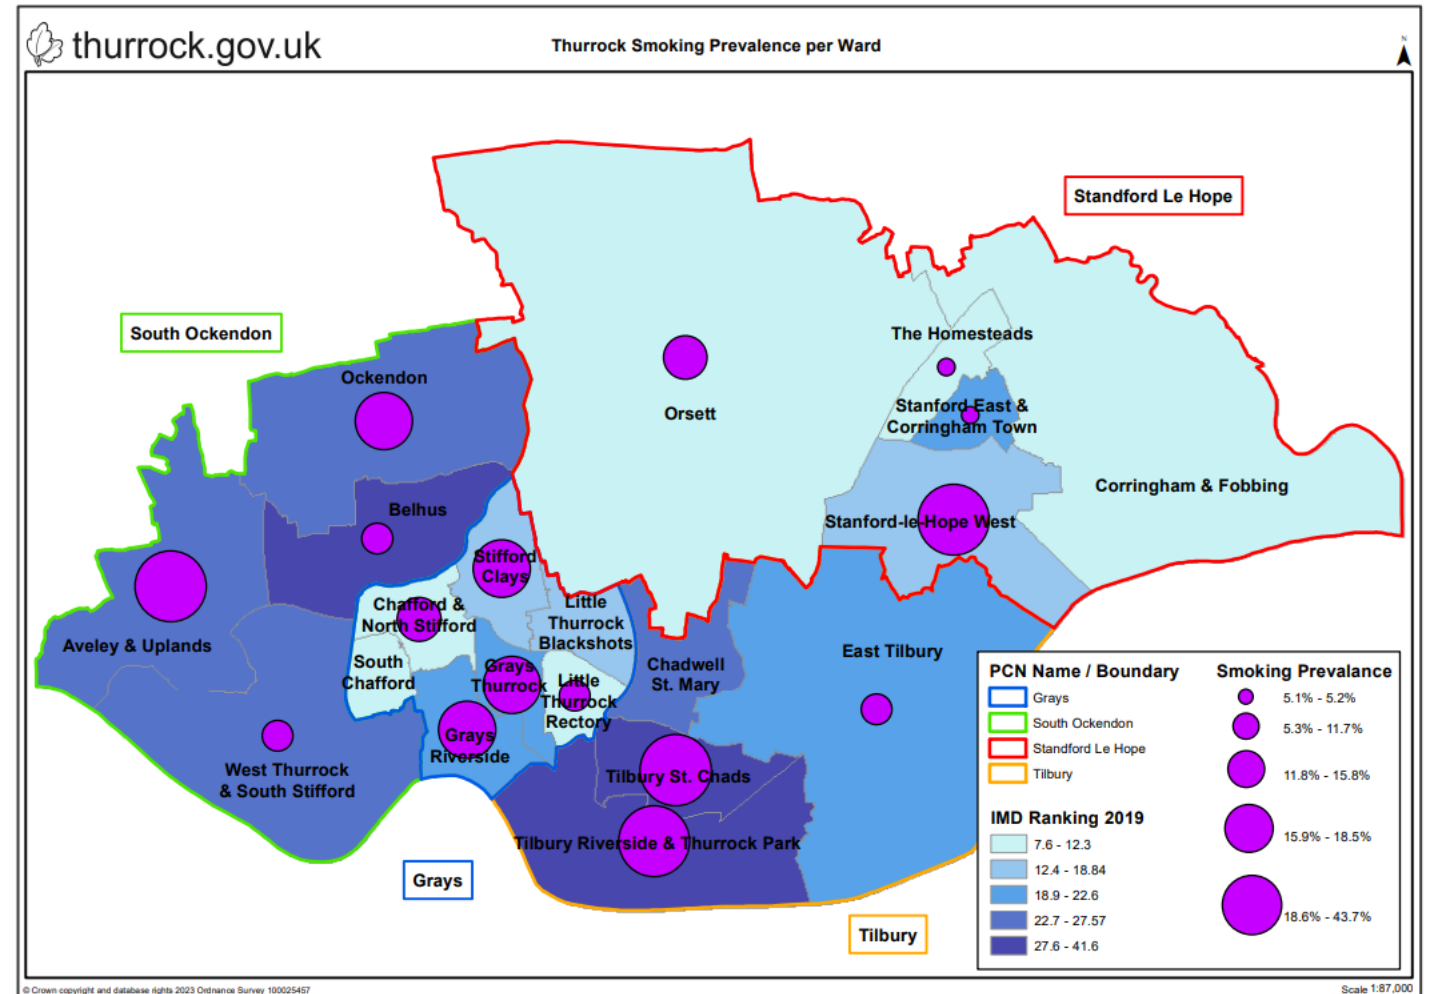 thurrock.gov.uk
Thurrock Smoking Prevalence per Ward
N
Standford Le Hope
South Ockendon
The Homesteads
Ockendon
Stanford East &
Corringham Town
Orsett
Corringham & Fobbing
Belhus
Stanford-le-Hope West
Stifford
Clays
Chafford &
North Stifford
Little
Thurrock
Blackshots
Aveley & Uplands
East Tilbury
South
Chafford
Grays
Thurrock
Little
Thurrock
Rectory
Chadwell
St. Mary
Grays
Riverside
West Thurrock
& South Stifford
Tilbury St. Chads
Tilbury Riverside & Thurrock Park
Grays
Tilbury
PCN Name / Boundary
Grays
South Ockendon
Standford Le Hope
Tilbury
IMD Ranking 2019
7.6 - 12.3
12.4 - 18.84
18.9 - 22.6
22.7 - 27.57
27.6 - 41.6
Smoking Prevalance
5.1% - 5.2%
5.3% - 11.7%
11.8% - 15.8%
15.9% - 18.5%
18.6% - 43.7%
© Crown copyright and database rights 2023 Ordnance Survey 100025457
Scale 1:87,000